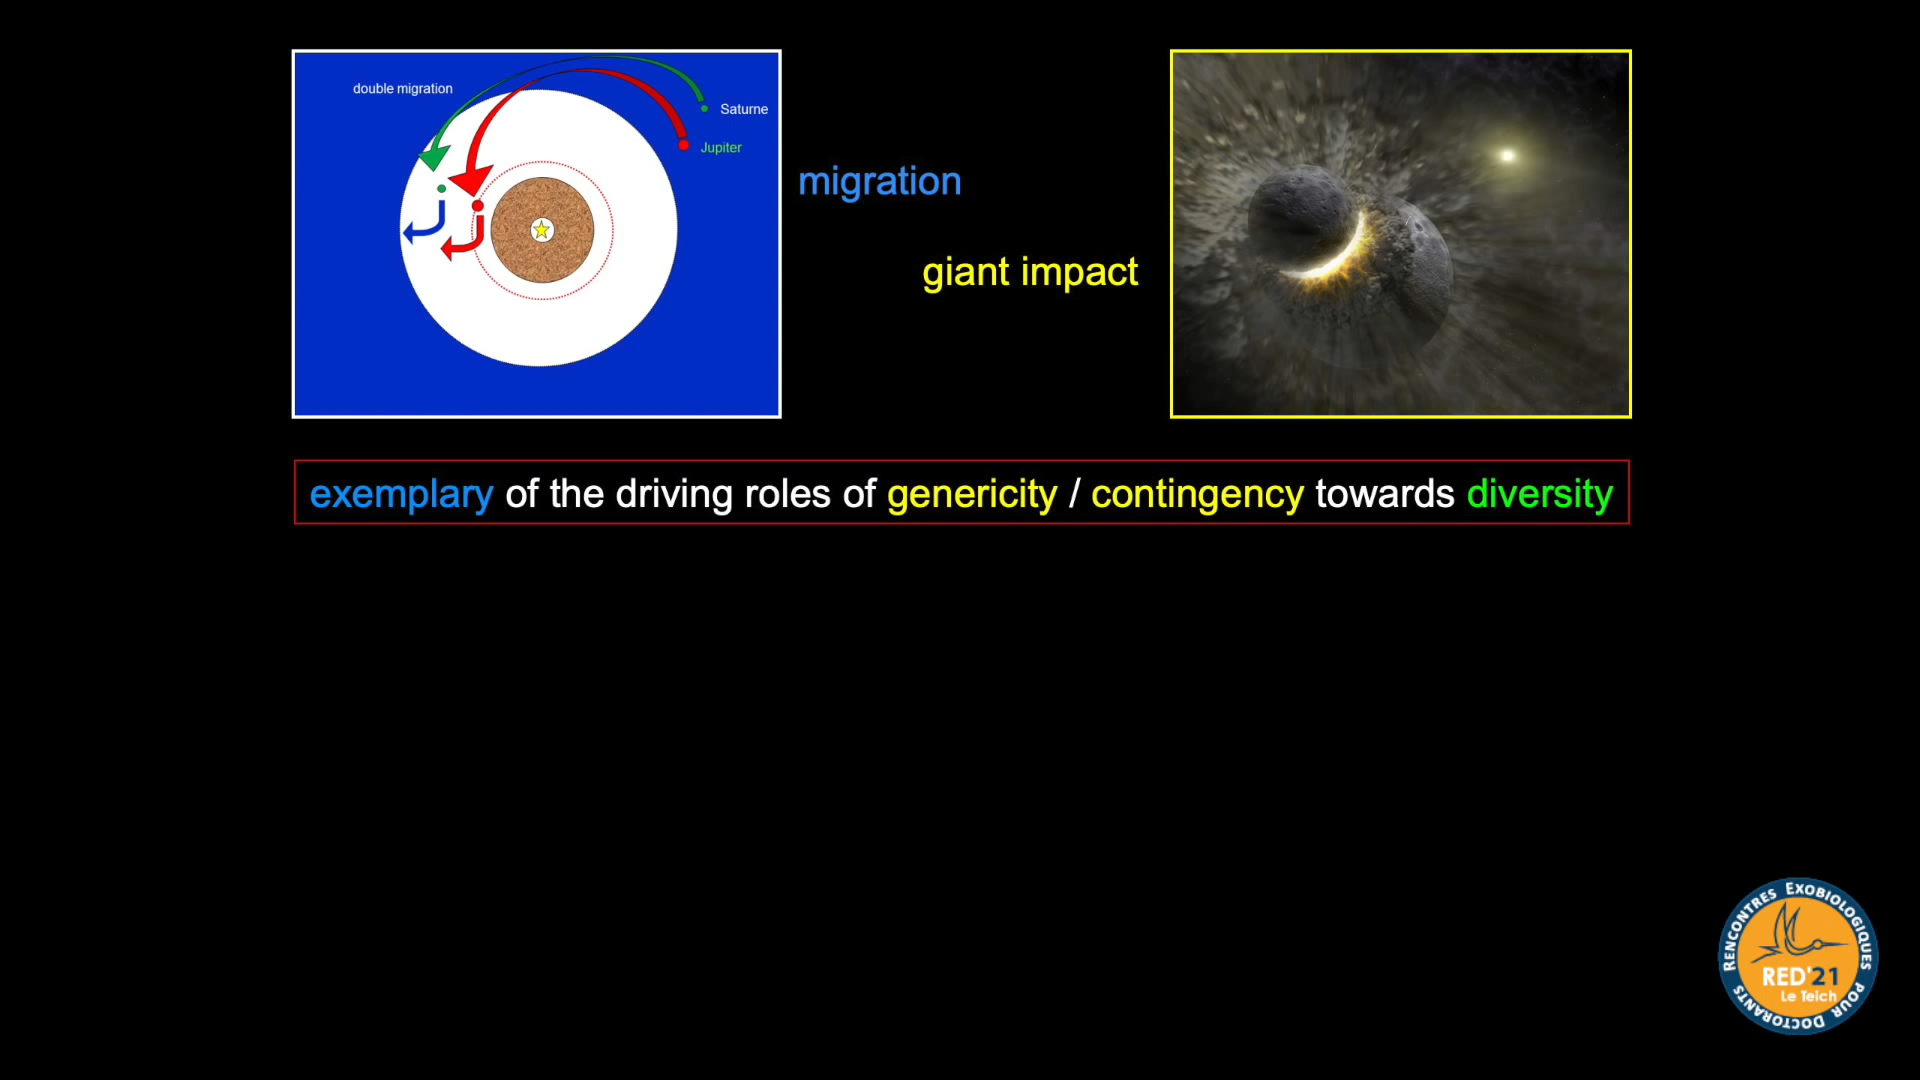 double migration
Saturne
Jupiter
migration
giant impact
exemplary of the driving roles of genericity / contingency towards diversity
RENCONTRES EXOBIOLOGIQUES
POUR DOCTORANTS
RED'21
Le Teich